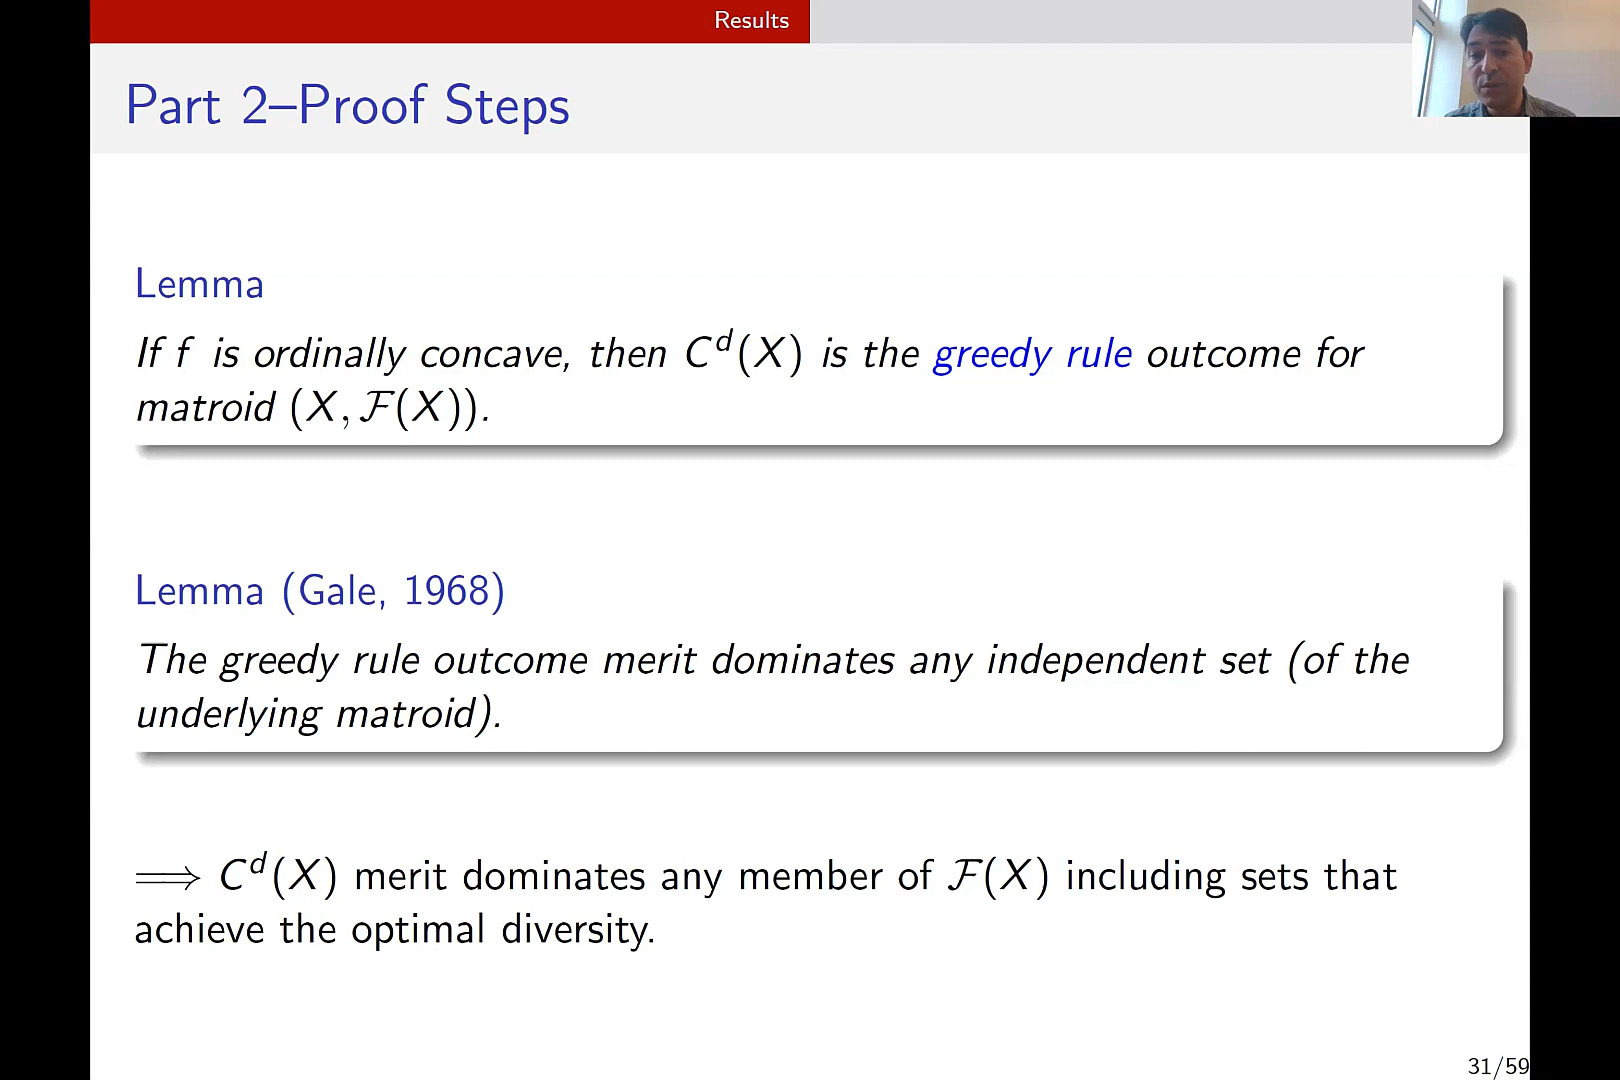 Results
Part 2–Proof Steps
Lemma
If f is ordinally concave, then C^d(X) is the greedy rule outcome for
matroid (X, ℱ(X)).
Lemma (Gale, 1968)
The greedy rule outcome merit dominates any independent set (of the
underlying matroid).
⟹ C^d(X) merit dominates any member of ℱ(X) including sets that
achieve the optimal diversity.
31/59